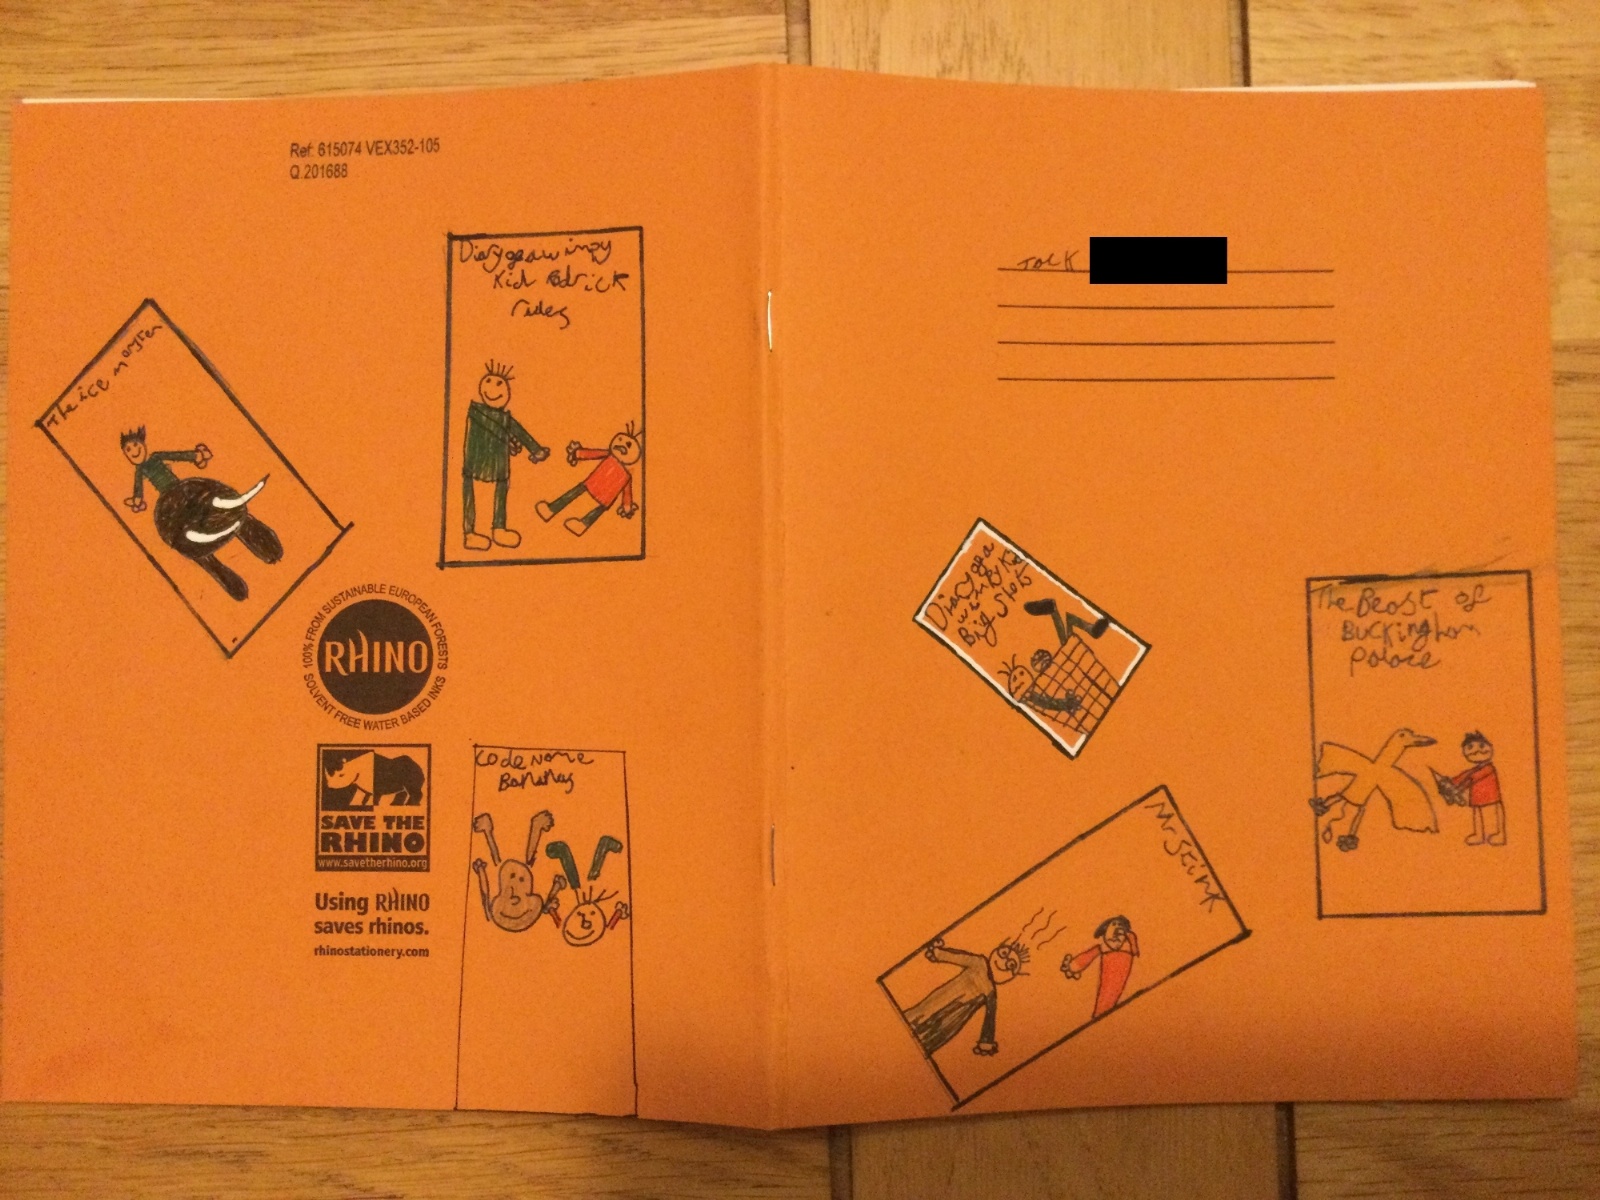 Ref: 615074 VEX352-105
Q.201688
Diary of a wimpy
Kid Rodrick
rules
The ice monster
100% FROM SUSTAINABLE EUROPEAN FORESTS
RHINO
SOLVENT FREE WATER BASED INKS
SAVE THE
RHINO
www.savetherhino.org
Using RHINO
saves rhinos.
rhinostationery.com
Code Name
Bananas
Jack
Diary of a
wimpy Kid
Big Shots
The Beast of
Buckingham
palace
Mr Stink